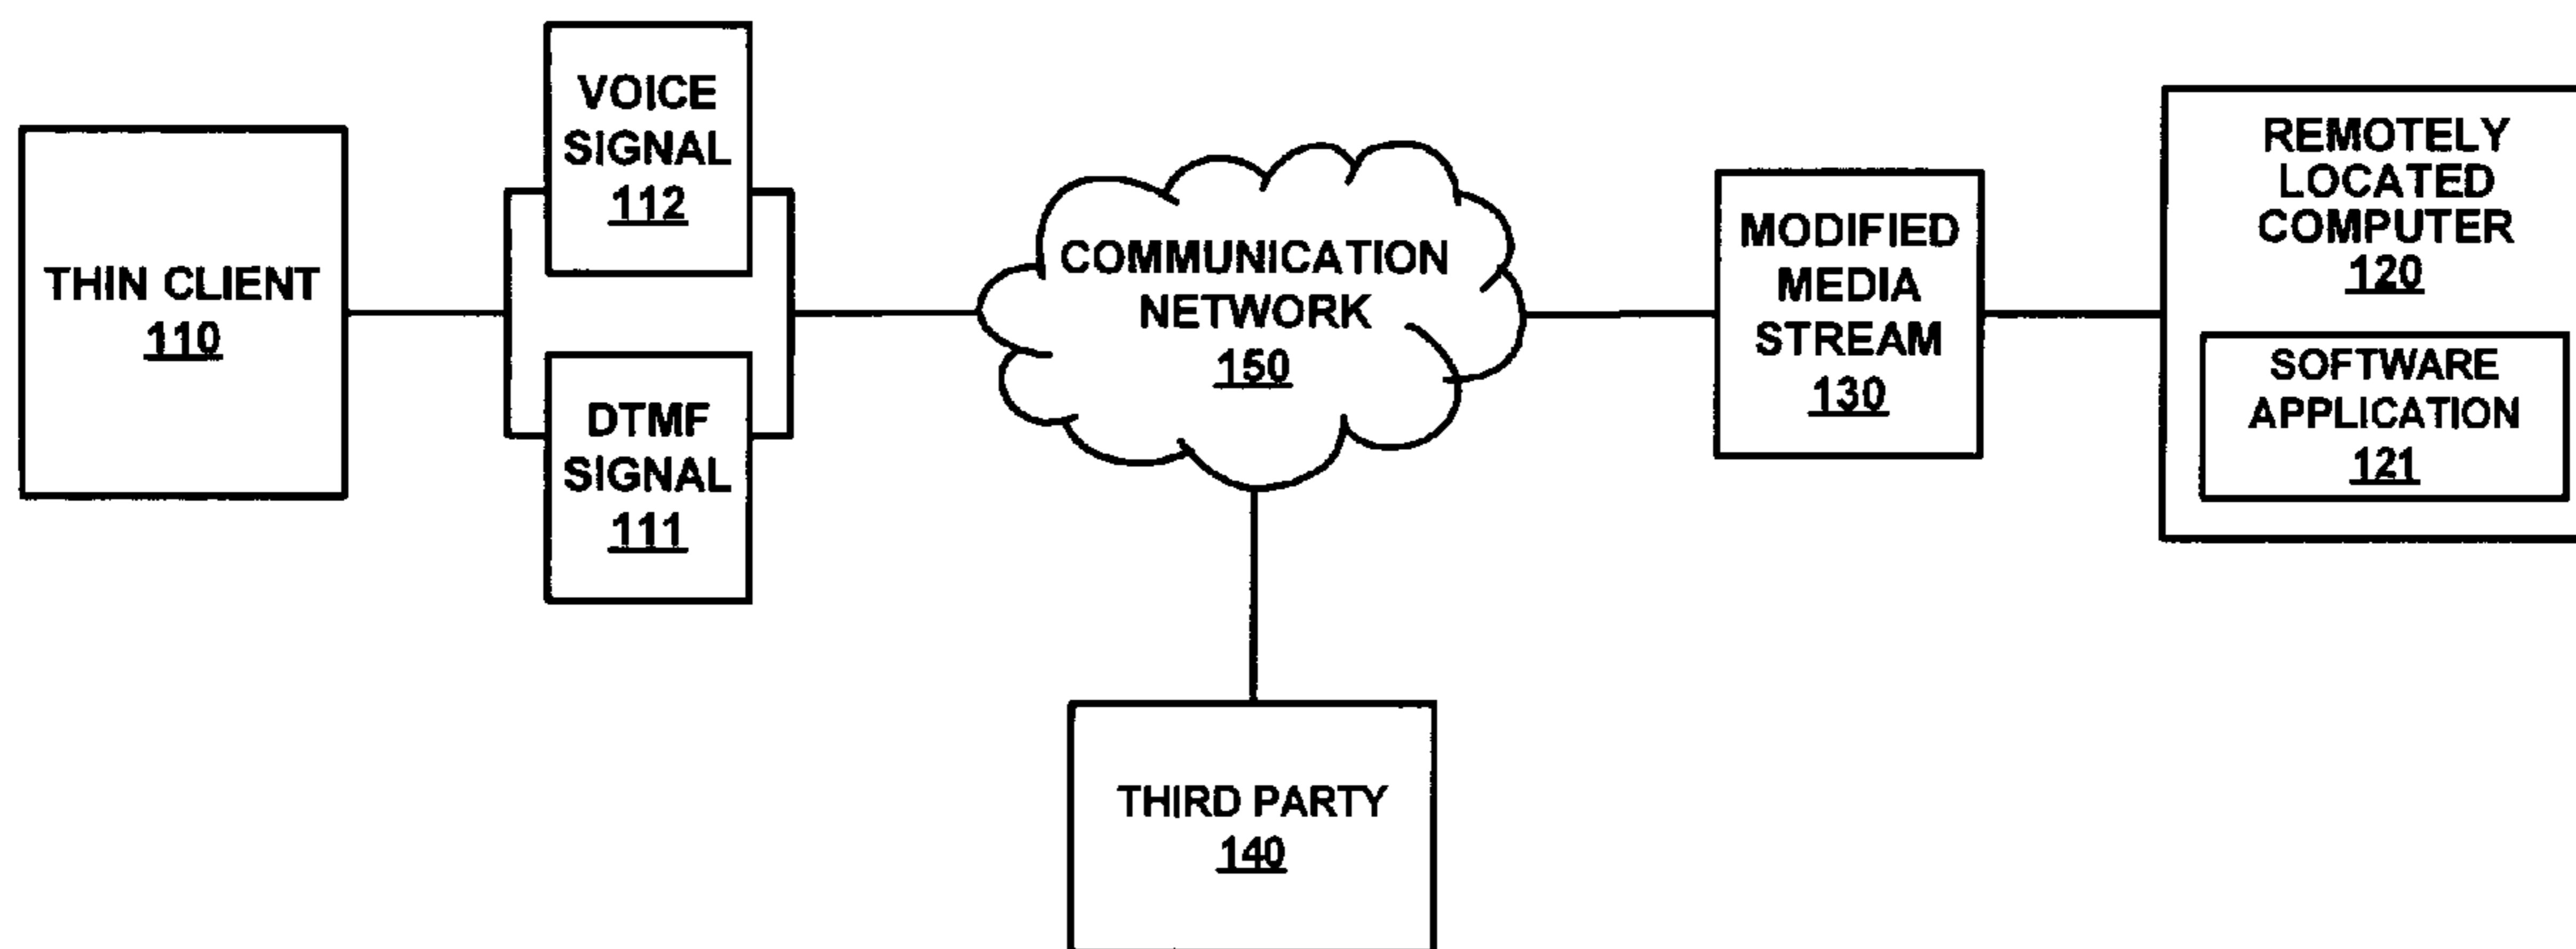 THIN CLIENT
110
VOICE
SIGNAL
112
DTMF
SIGNAL
111
COMMUNICATION
NETWORK
150
MODIFIED
MEDIA
STREAM
130
REMOTELY
LOCATED
COMPUTER
120
SOFTWARE
APPLICATION
121
THIRD PARTY
140